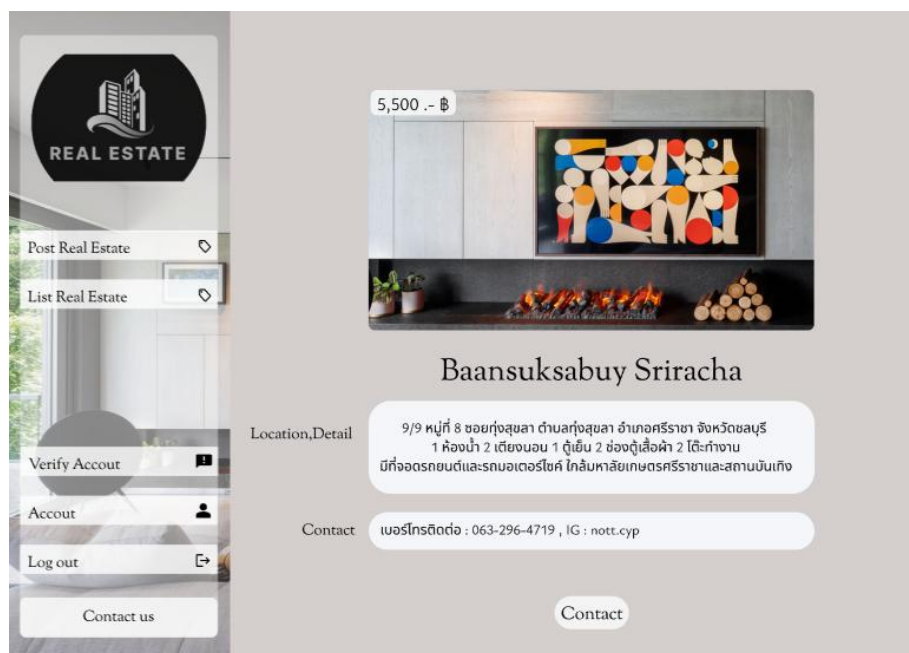 REAL ESTATE
Post Real Estate
List Real Estate
Verify Accout
Accout
Log out
Contact us
5,500 .- ฿
Baansuksabuy Sriracha
Location,Detail
9/9 หมู่ที่ 8 ซอยทุ่งสุขลา ตำบลทุ่งสุขลา อำเภอศรีราชา จังหวัดชลบุรี
1 ห้องน้ำ 2 เตียงนอน 1 ตู้เย็น 2 ช่องตู้เสื้อผ้า 2 โต๊ะทำงาน
มีที่จอดรถยนต์และรถมอเตอร์ไซค์ ใกล้มหาลัยเกษตรศรีราชาและสถานบันเทิง
Contact
เบอร์โทรติดต่อ : 063-296-4719 , IG : nott.cyp
Contact